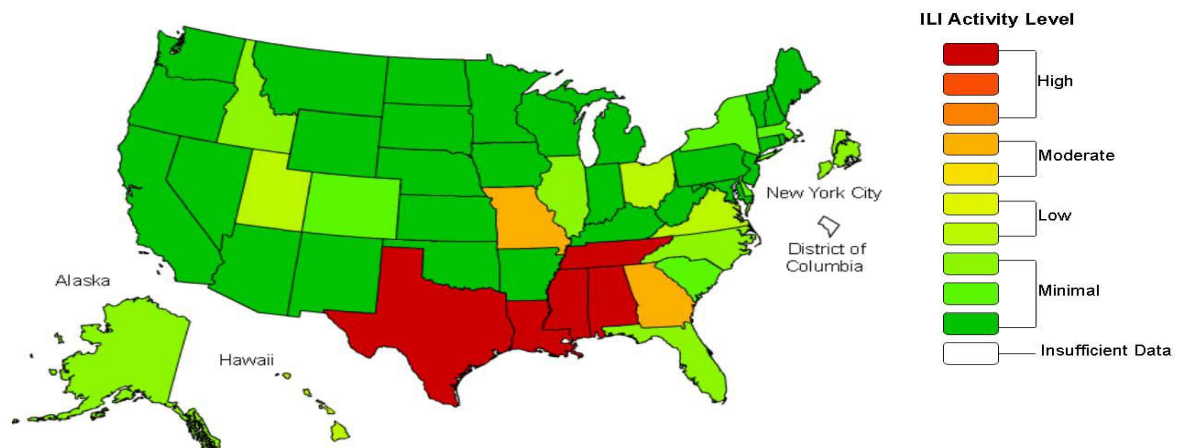 ILI Activity Level
High
Moderate
Low
Minimal
Insufficient Data
New York City
District of
Columbia
Alaska
Hawaii